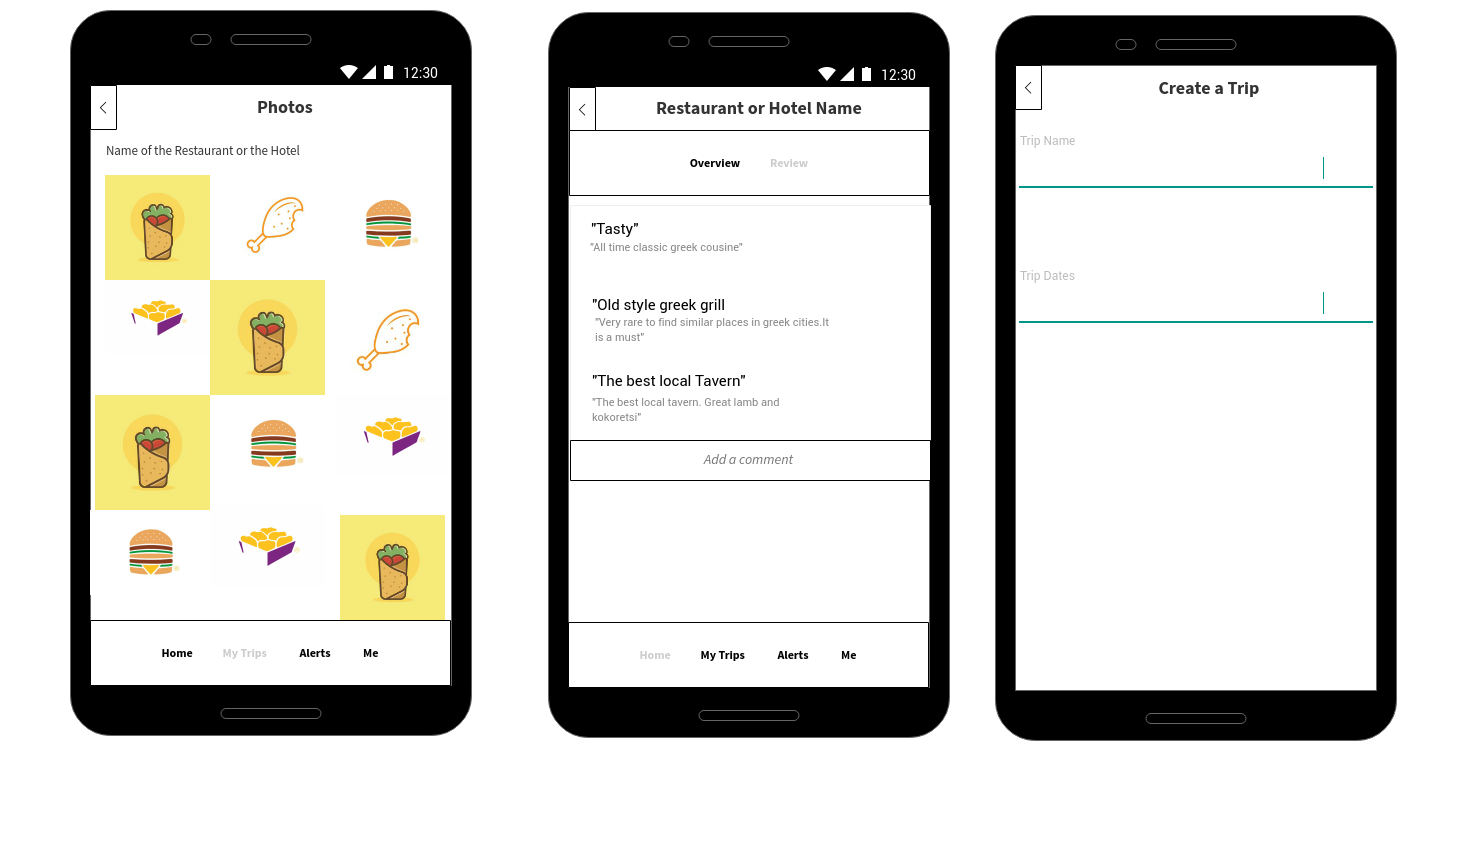 12:30
Photos
Name of the Restaurant or the Hotel
Home My Trips Alerts Me
12:30
Restaurant or Hotel Name
Overview Review
"Tasty"
"All time classic greek cousine"
"Old style greek grill
"Very rare to find similar places in greek cities.It
is a must"
"The best local Tavern"
"The best local tavern. Great lamb and
kokoretsi"
Add a comment
Home My Trips Alerts Me
Create a Trip
Trip Name
Trip Dates